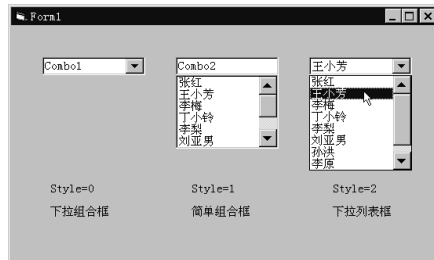 Form1
Combo1
Combo2
张红
王小芳
李梅
丁小铃
李梨
刘亚男
王小芳
张红
王小芳
李梅
丁小铃
李梨
刘亚男
孙洪
李原
Style=0
Style=1
Style=2
下拉组合框
简单组合框
下拉列表框